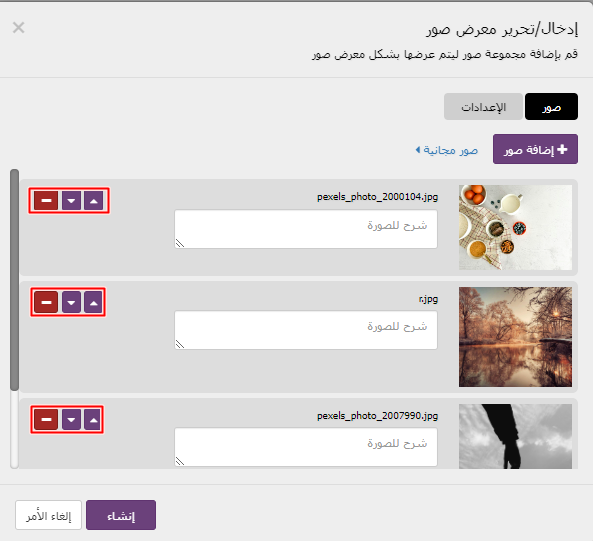 إدخال/تحرير معرض صور
قم بإضافة مجموعة صور ليتم عرضها بشكل معرض صور
صور
الإعدادات
إضافة صور
صور مجانية
pexels_photo_2000104.jpg
شرح للصورة
r.jpg
شرح للصورة
pexels_photo_2007990.jpg
شرح للصورة
إنشاء
إلغاء الأمر